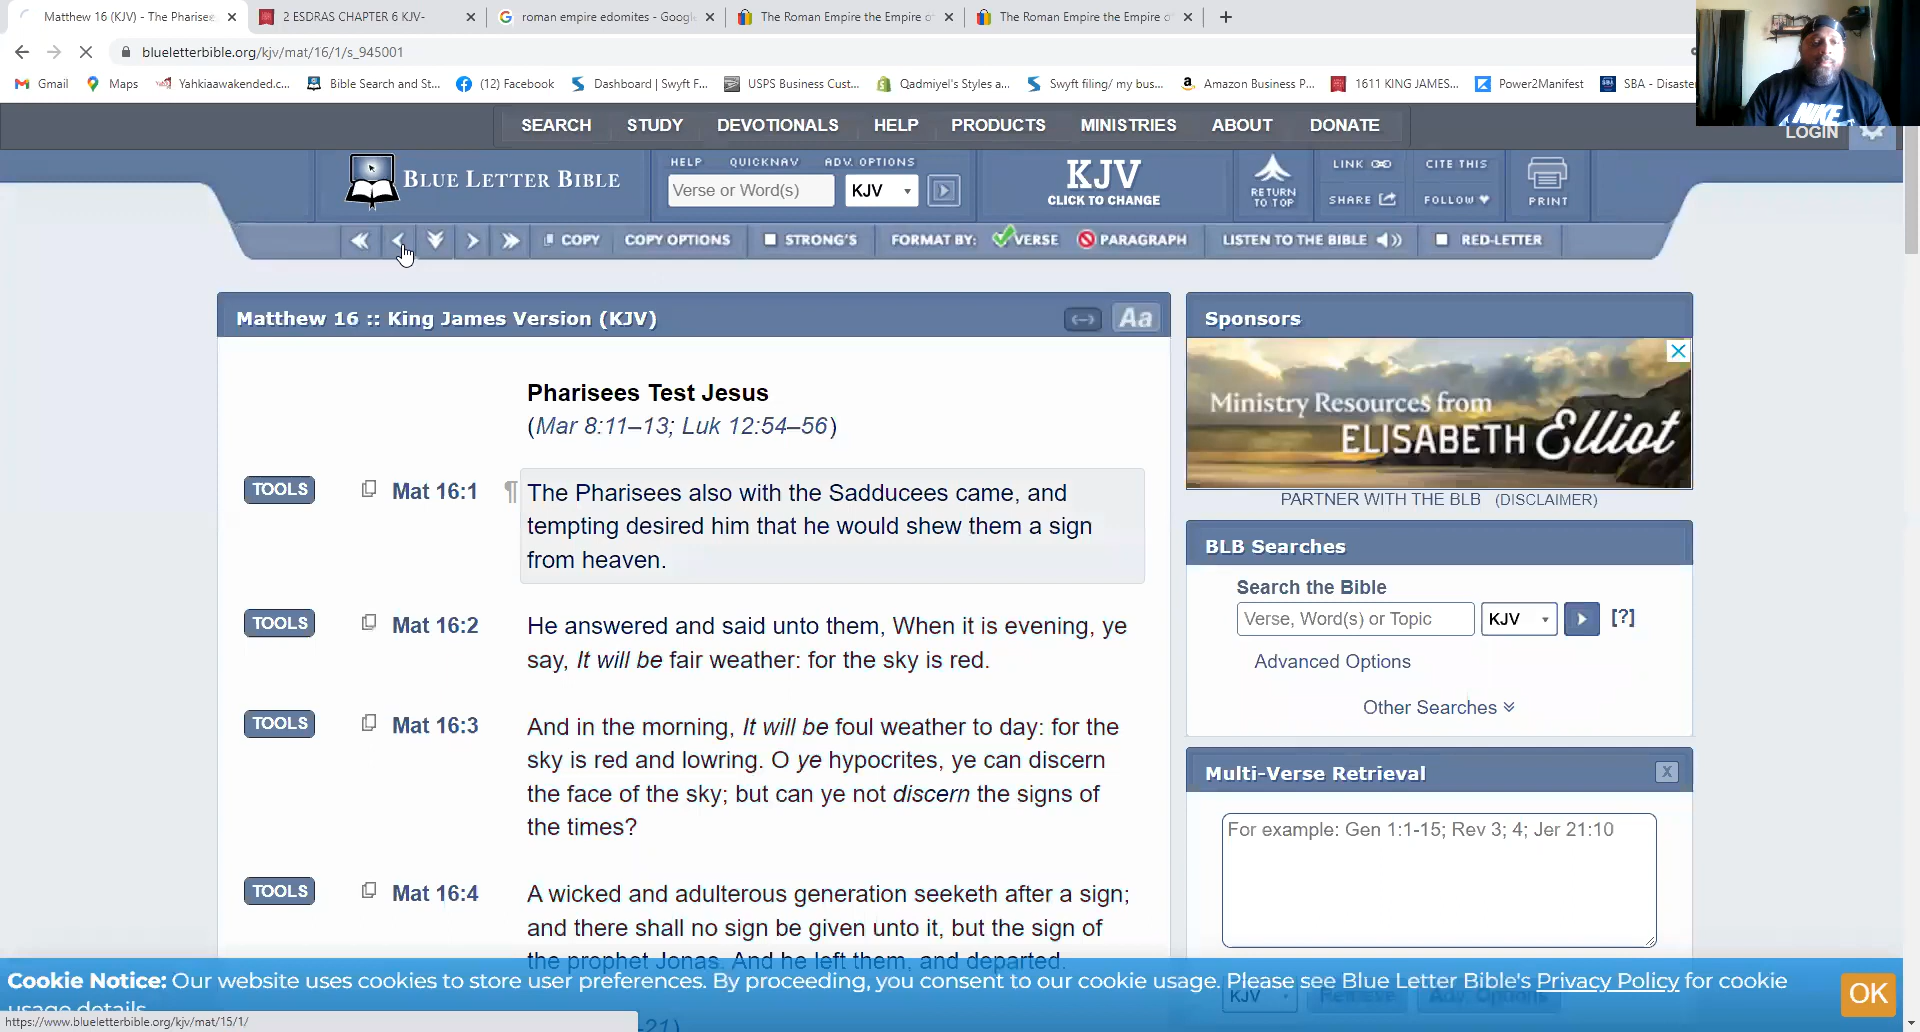 Matthew 16 (KJV) - The Pharisee
2 ESDRAS CHAPTER 6 KJV-
roman empire edomites - Google
The Roman Empire the Empire o
The Roman Empire the Empire o
blueletterbible.org/kjv/mat/16/1/s_945001
Gmail
Maps
Yahkiaawakended.c...
Bible Search and St...
(12) Facebook
Dashboard | Swyft F...
USPS Business Cust...
Qadmiyel's Styles a...
Swyft filing/ my bus...
Amazon Business P...
1611 KING JAMES...
Power2Manifest
SBA - Disaster
NIKE
SEARCH STUDY DEVOTIONALS HELP PRODUCTS MINISTRIES ABOUT DONATE
LOGIN
BLUE LETTER BIBLE
HELP QUICKNAV ADV. OPTIONS
Verse or Word(s) KJV
KJV
CLICK TO CHANGE
RETURN
TO TOP
LINK
CITE THIS
SHARE
FOLLOW
PRINT
COPY COPY OPTIONS STRONG'S FORMAT BY: VERSE PARAGRAPH LISTEN TO THE BIBLE RED-LETTER
Matthew 16 :: King James Version (KJV)
Aa
Pharisees Test Jesus
(Mar 8:11–13; Luk 12:54–56)
TOOLS Mat 16:1 ¶ The Pharisees also with the Sadducees came, and
tempting desired him that he would shew them a sign
from heaven.
TOOLS Mat 16:2 He answered and said unto them, When it is evening, ye
say, It will be fair weather: for the sky is red.
TOOLS Mat 16:3 And in the morning, It will be foul weather to day: for the
sky is red and lowring. O ye hypocrites, ye can discern
the face of the sky; but can ye not discern the signs of
the times?
TOOLS Mat 16:4 A wicked and adulterous generation seeketh after a sign;
and there shall no sign be given unto it, but the sign of
the prophet Jonas. And he left them, and departed.
Sponsors
Ministry Resources from
ELISABETH Elliot
PARTNER WITH THE BLB (DISCLAIMER)
BLB Searches
Search the Bible
Verse, Word(s) or Topic KJV [?]
Advanced Options
Other Searches
Multi-Verse Retrieval X
For example: Gen 1:1-15; Rev 3; 4; Jer 21:10
KJV Retrieve Adv. Options
Cookie Notice: Our website uses cookies to store user preferences. By proceeding, you consent to our cookie usage. Please see Blue Letter Bible's Privacy Policy for cookie
usage details
OK
https://www.blueletterbible.org/kjv/mat/15/1/
-21)